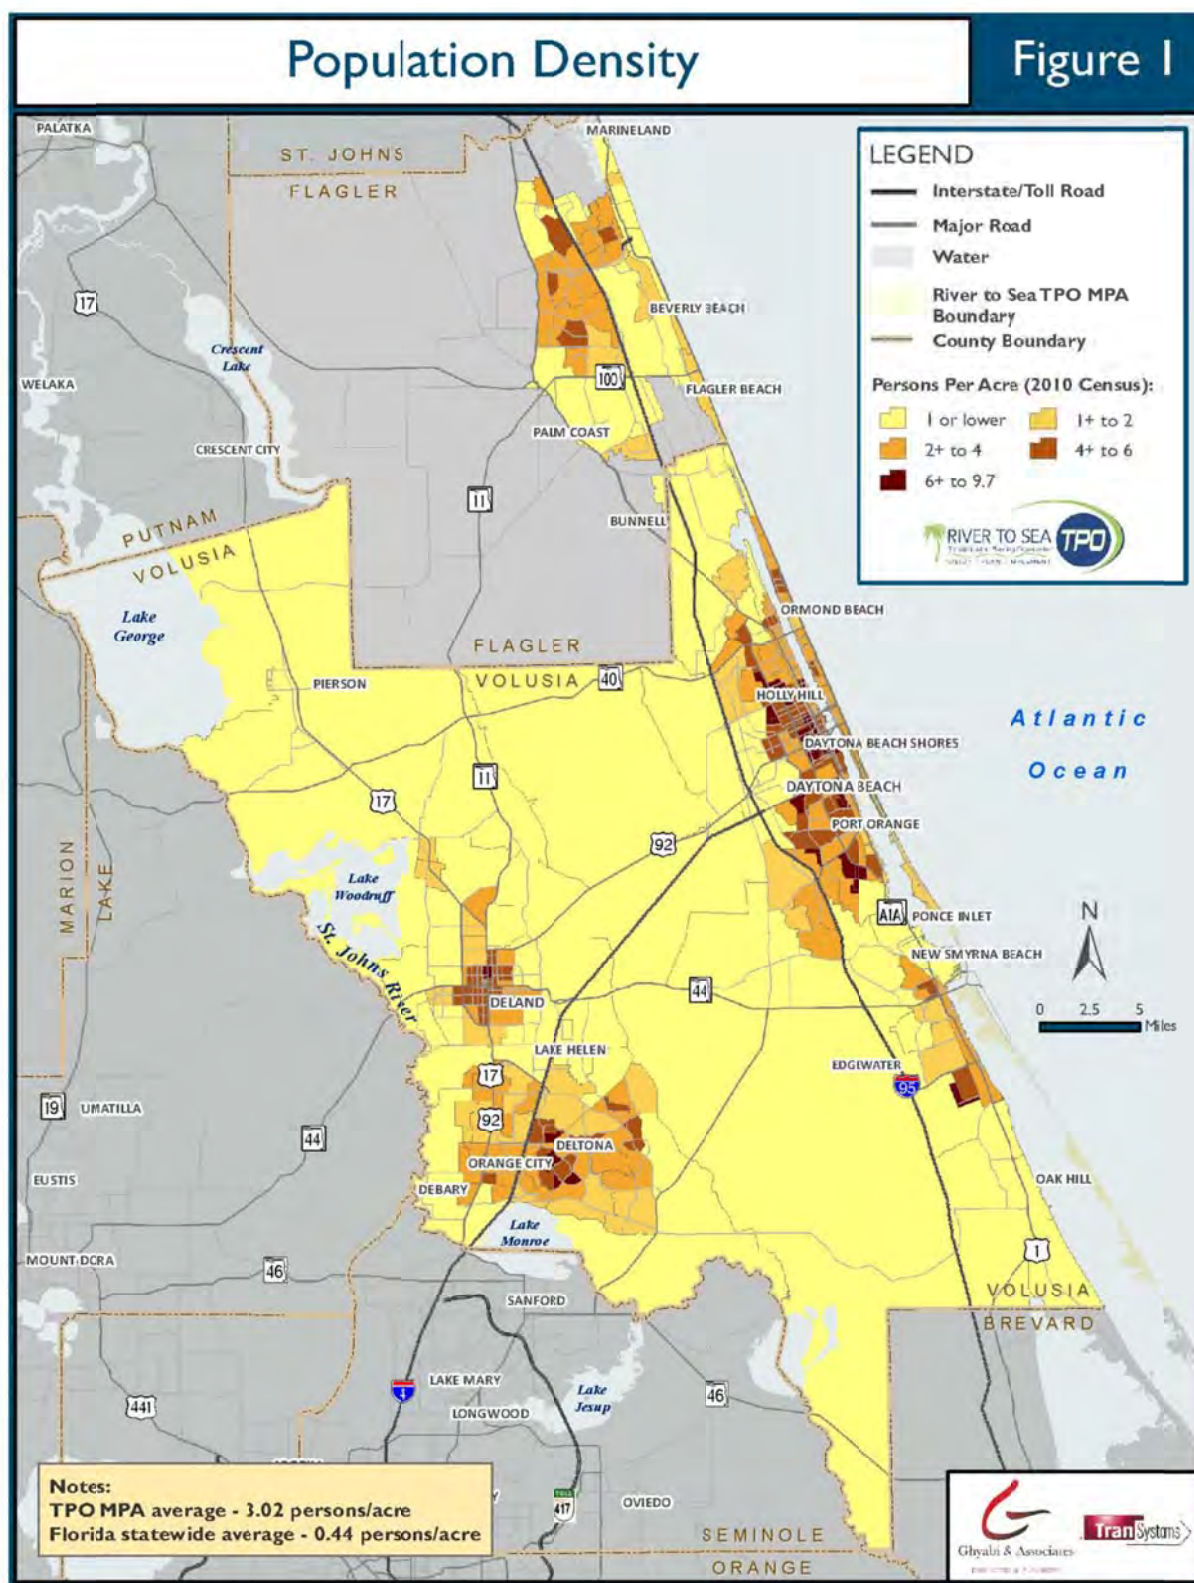 Population Density
Figure 1
PALATKA
MARINELAND
ST. JOHNS
FLAGLER
LEGEND
Interstate/Toll Road
Major Road
Water
River to Sea TPO MPA
Boundary
County Boundary
Persons Per Acre (2010 Census):
1 or lower
1+ to 2
2+ to 4
4+ to 6
6+ to 9.7
RIVER TO SEA
TPO
17
BEVERLY BEACH
Crescent
Lake
WELAKA
100
FLAGLER BEACH
PALM COAST
CRESCENT CITY
11
BUNNELL
PUTNAM
VOLUSIA
Lake
George
ORMOND BEACH
FLAGLER
VOLUSIA
40
PIERSON
HOLLY HILL
Atlantic
Ocean
DAYTONA BEACH SHORES
11
DAYTONA BEACH
17
PORT ORANGE
92
MARION
LAKE
Lake
Woodruff
A1A
PONCE INLET
N
St. Johns River
NEW SMYRNA BEACH
44
DELAND
0 2.5 5
Miles
LAKE HELEN
EDGIWATER
95
17
19
UMATILLA
92
44
DELTONA
ORANGE CITY
EUSTIS
DEBARY
OAK HILL
Lake
Monroe
1
MOUNT DCRA
46
SANFORD
VOLUSIA
BREVARD
4
LAKE MARY
Lake
Jesup
46
441
LONGWOOD
Notes:
TPO MPA average - 3.02 persons/acre
Florida statewide average - 0.44 persons/acre
417
OVIEDO
SEMINOLE
ORANGE
Ghyabi & Associates
TranSystems